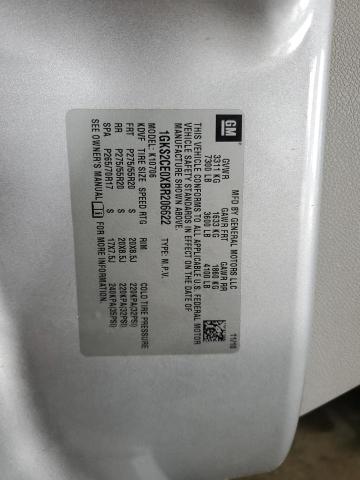 GM
MFD BY GENERAL MOTORS LLC
11/10
GVWR GAWR FRT GAWR RR
3311 KG 1633 KG 1860 KG
7300 LB 3600 LB 4100 LB
THIS VEHICLE CONFORMS TO ALL APPLICABLE U.S. FEDERAL MOTOR
VEHICLE SAFETY STANDARDS IN EFFECT ON THE DATE OF
MANUFACTURE SHOWN ABOVE.
1GKS2CE0XBR206622 TYPE: M.P.V.
MODEL: K10706
KDVF TIRE SIZE SPEED RTG RIM COLD TIRE PRESSURE
FRT P275/55R20 S 20X8.5J 220KPA(32PSI)
RR P275/55R20 S 20X8.5J 220KPA(32PSI)
SPA P265/70R17 S 17X7.5J 240KPA(35PSI)
SEE OWNER'S MANUAL FOR MORE INFORMATION.